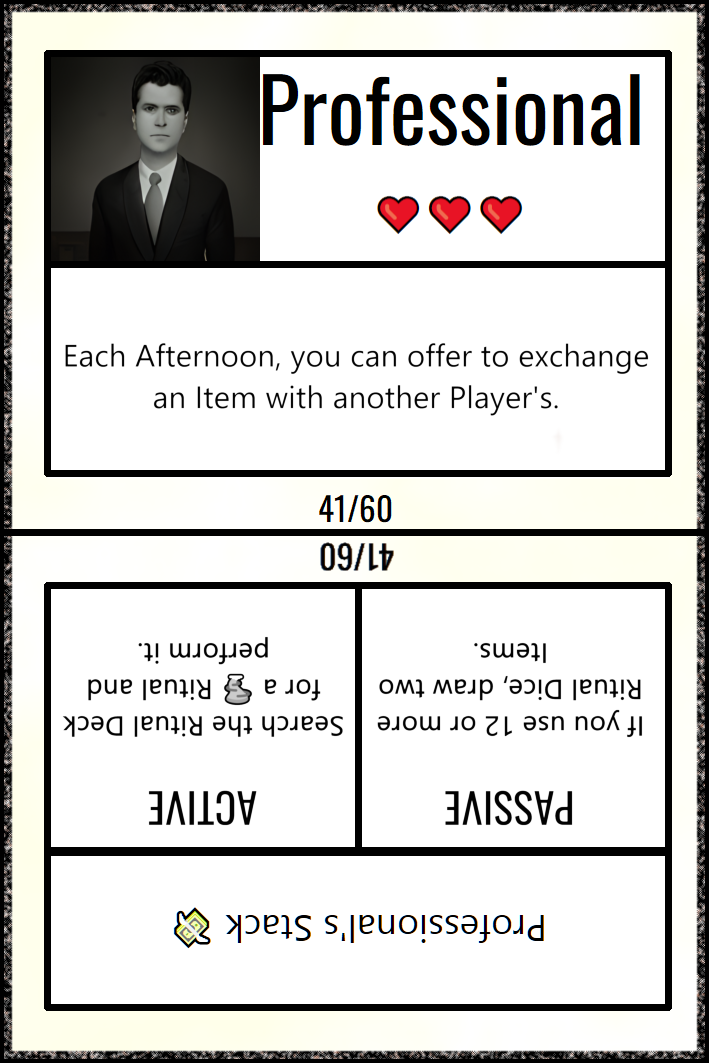 Professional
Each Afternoon, you can offer to exchange
an Item with another Player's.
41/60
41/60
Professional's Stack
PASSIVE
If you use 12 or more
Ritual Dice, draw two
Items.
ACTIVE
Search the Ritual Deck
for a Ritual and
perform it.